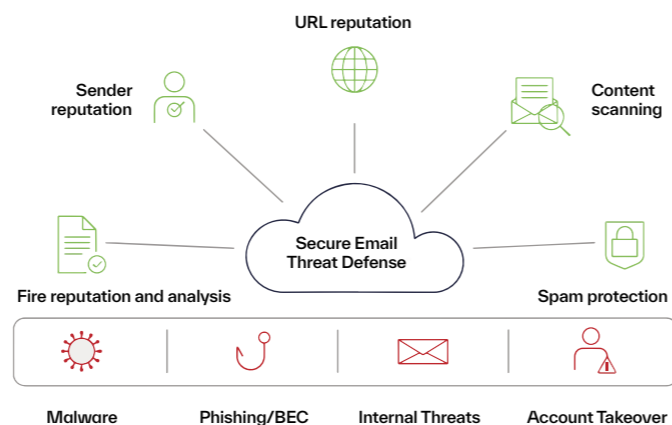 URL reputation
Sender
reputation
Content
scanning
Secure Email
Threat Defense
Fire reputation and analysis
Spam protection
Malware
Phishing/BEC
Internal Threats
Account Takeover